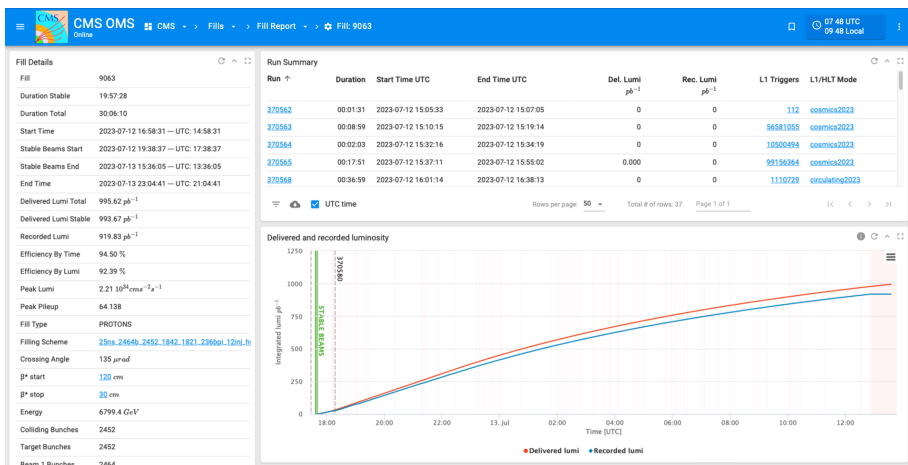 CMS
CMS OMS
Online
CMS
Fills
Fill Report
Fill: 9063
07 48 UTC
09 48 Local
Fill Details
Fill 9063
Duration Stable 19:57:28
Duration Total 30:06:10
Start Time 2023-07-12 16:58:31 — UTC: 14:58:31
Stable Beams Start 2023-07-12 19:38:37 — UTC: 17:38:37
Stable Beams End 2023-07-13 15:36:05 — UTC: 13:36:05
End Time 2023-07-13 23:04:41 — UTC: 21:04:41
Delivered Lumi Total 995.62 pb⁻¹
Delivered Lumi Stable 993.67 pb⁻¹
Recorded Lumi 919.83 pb⁻¹
Efficiency By Time 94.50 %
Efficiency By Lumi 92.39 %
Peak Lumi 2.21 10³⁴cms⁻²s⁻¹
Peak Pileup 64.138
Fill Type PROTONS
Filling Scheme 25ns_2464b_2452_1842_1821_236bpi_12inj_h
Crossing Angle 135 μrad
β* start 120 cm
β* stop 30 cm
Energy 6799.4 GeV
Colliding Bunches 2452
Target Bunches 2452
Beam 1 Bunches 2464
Run Summary
Run ↑ Duration Start Time UTC End Time UTC Del. Lumi Rec. Lumi L1 Triggers L1/HLT Mode
pb⁻¹ pb⁻¹
370562 00:01:31 2023-07-12 15:05:33 2023-07-12 15:07:05 0 0 112 cosmics2023
370563 00:08:59 2023-07-12 15:10:15 2023-07-12 15:19:14 0 0 56581055 cosmics2023
370564 00:02:03 2023-07-12 15:32:16 2023-07-12 15:34:19 0 0 10500494 cosmics2023
370565 00:17:51 2023-07-12 15:37:11 2023-07-12 15:55:02 0.000 0 99156364 cosmics2023
370568 00:36:59 2023-07-12 16:01:14 2023-07-12 16:38:13 0 0 1110729 circulating2023
UTC time Rows per page: 50 Total # of rows: 37 Page 1 of 1
Delivered and recorded luminosity
1250
1000
750
500
250
0
Integrated lumi pb⁻¹
STABLE BEAMS
370580
18:00 20:00 22:00 13. Jul 02:00 04:00 06:00 08:00 10:00 12:00
Time [UTC]
Delivered lumi Recorded lumi